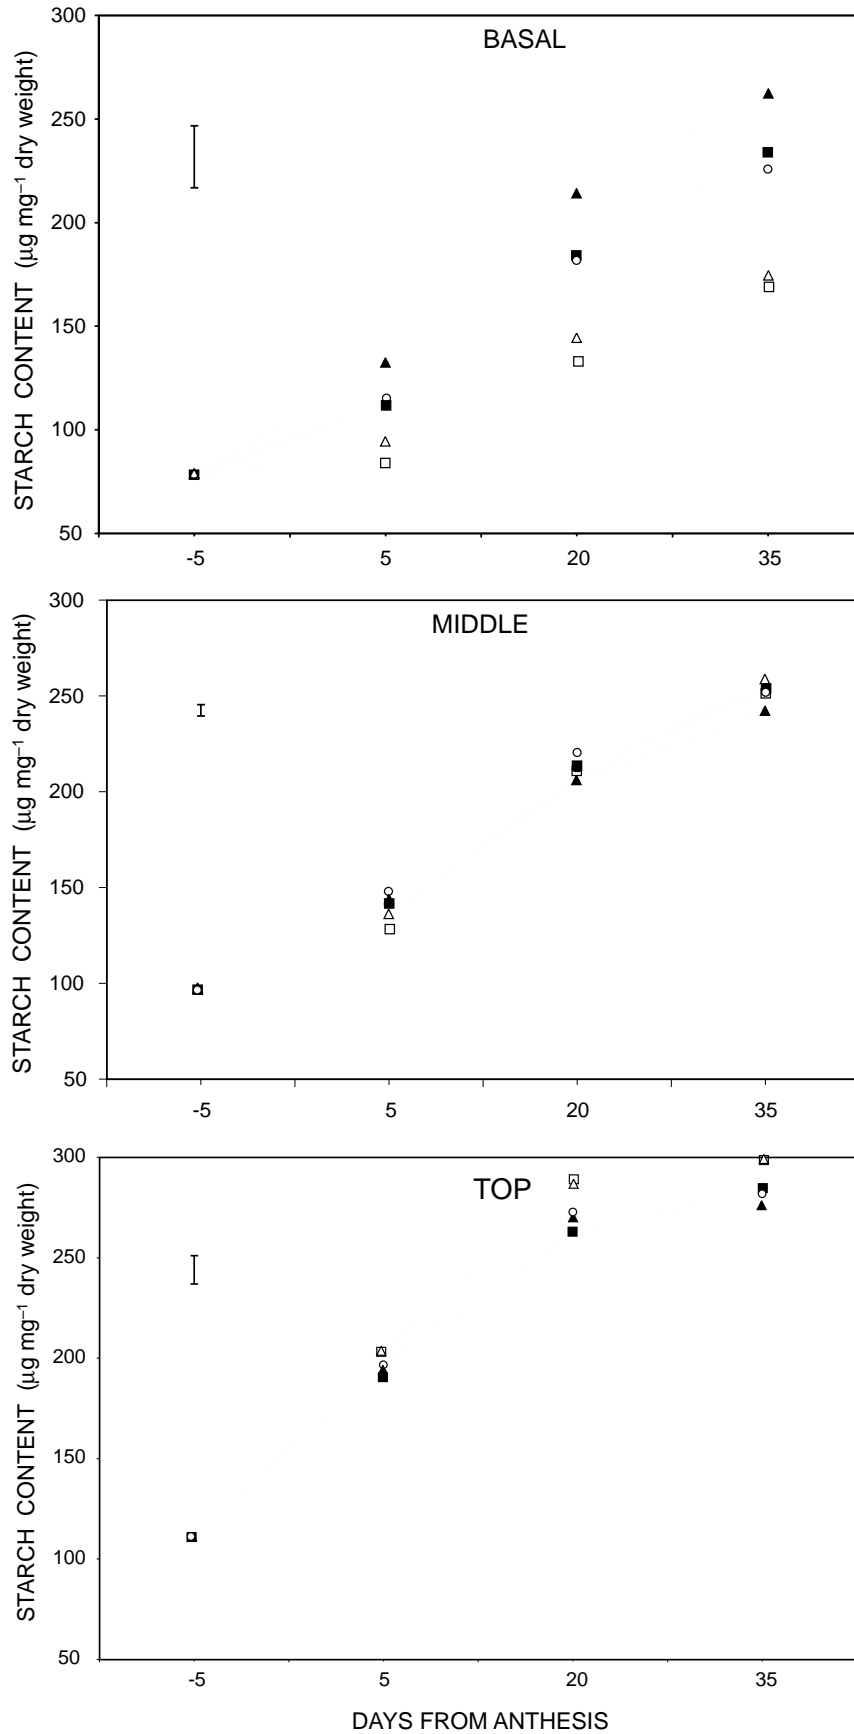 BASAL
STARCH CONTENT (µg mg⁻¹ dry weight)
300
250
200
150
100
50
-5 5 20 35
MIDDLE
STARCH CONTENT (µg mg⁻¹ dry weight)
300
250
200
150
100
50
-5 5 20 35
TOP
STARCH CONTENT (µg mg⁻¹ dry weight)
300
250
200
150
100
50
-5 5 20 35
DAYS FROM ANTHESIS